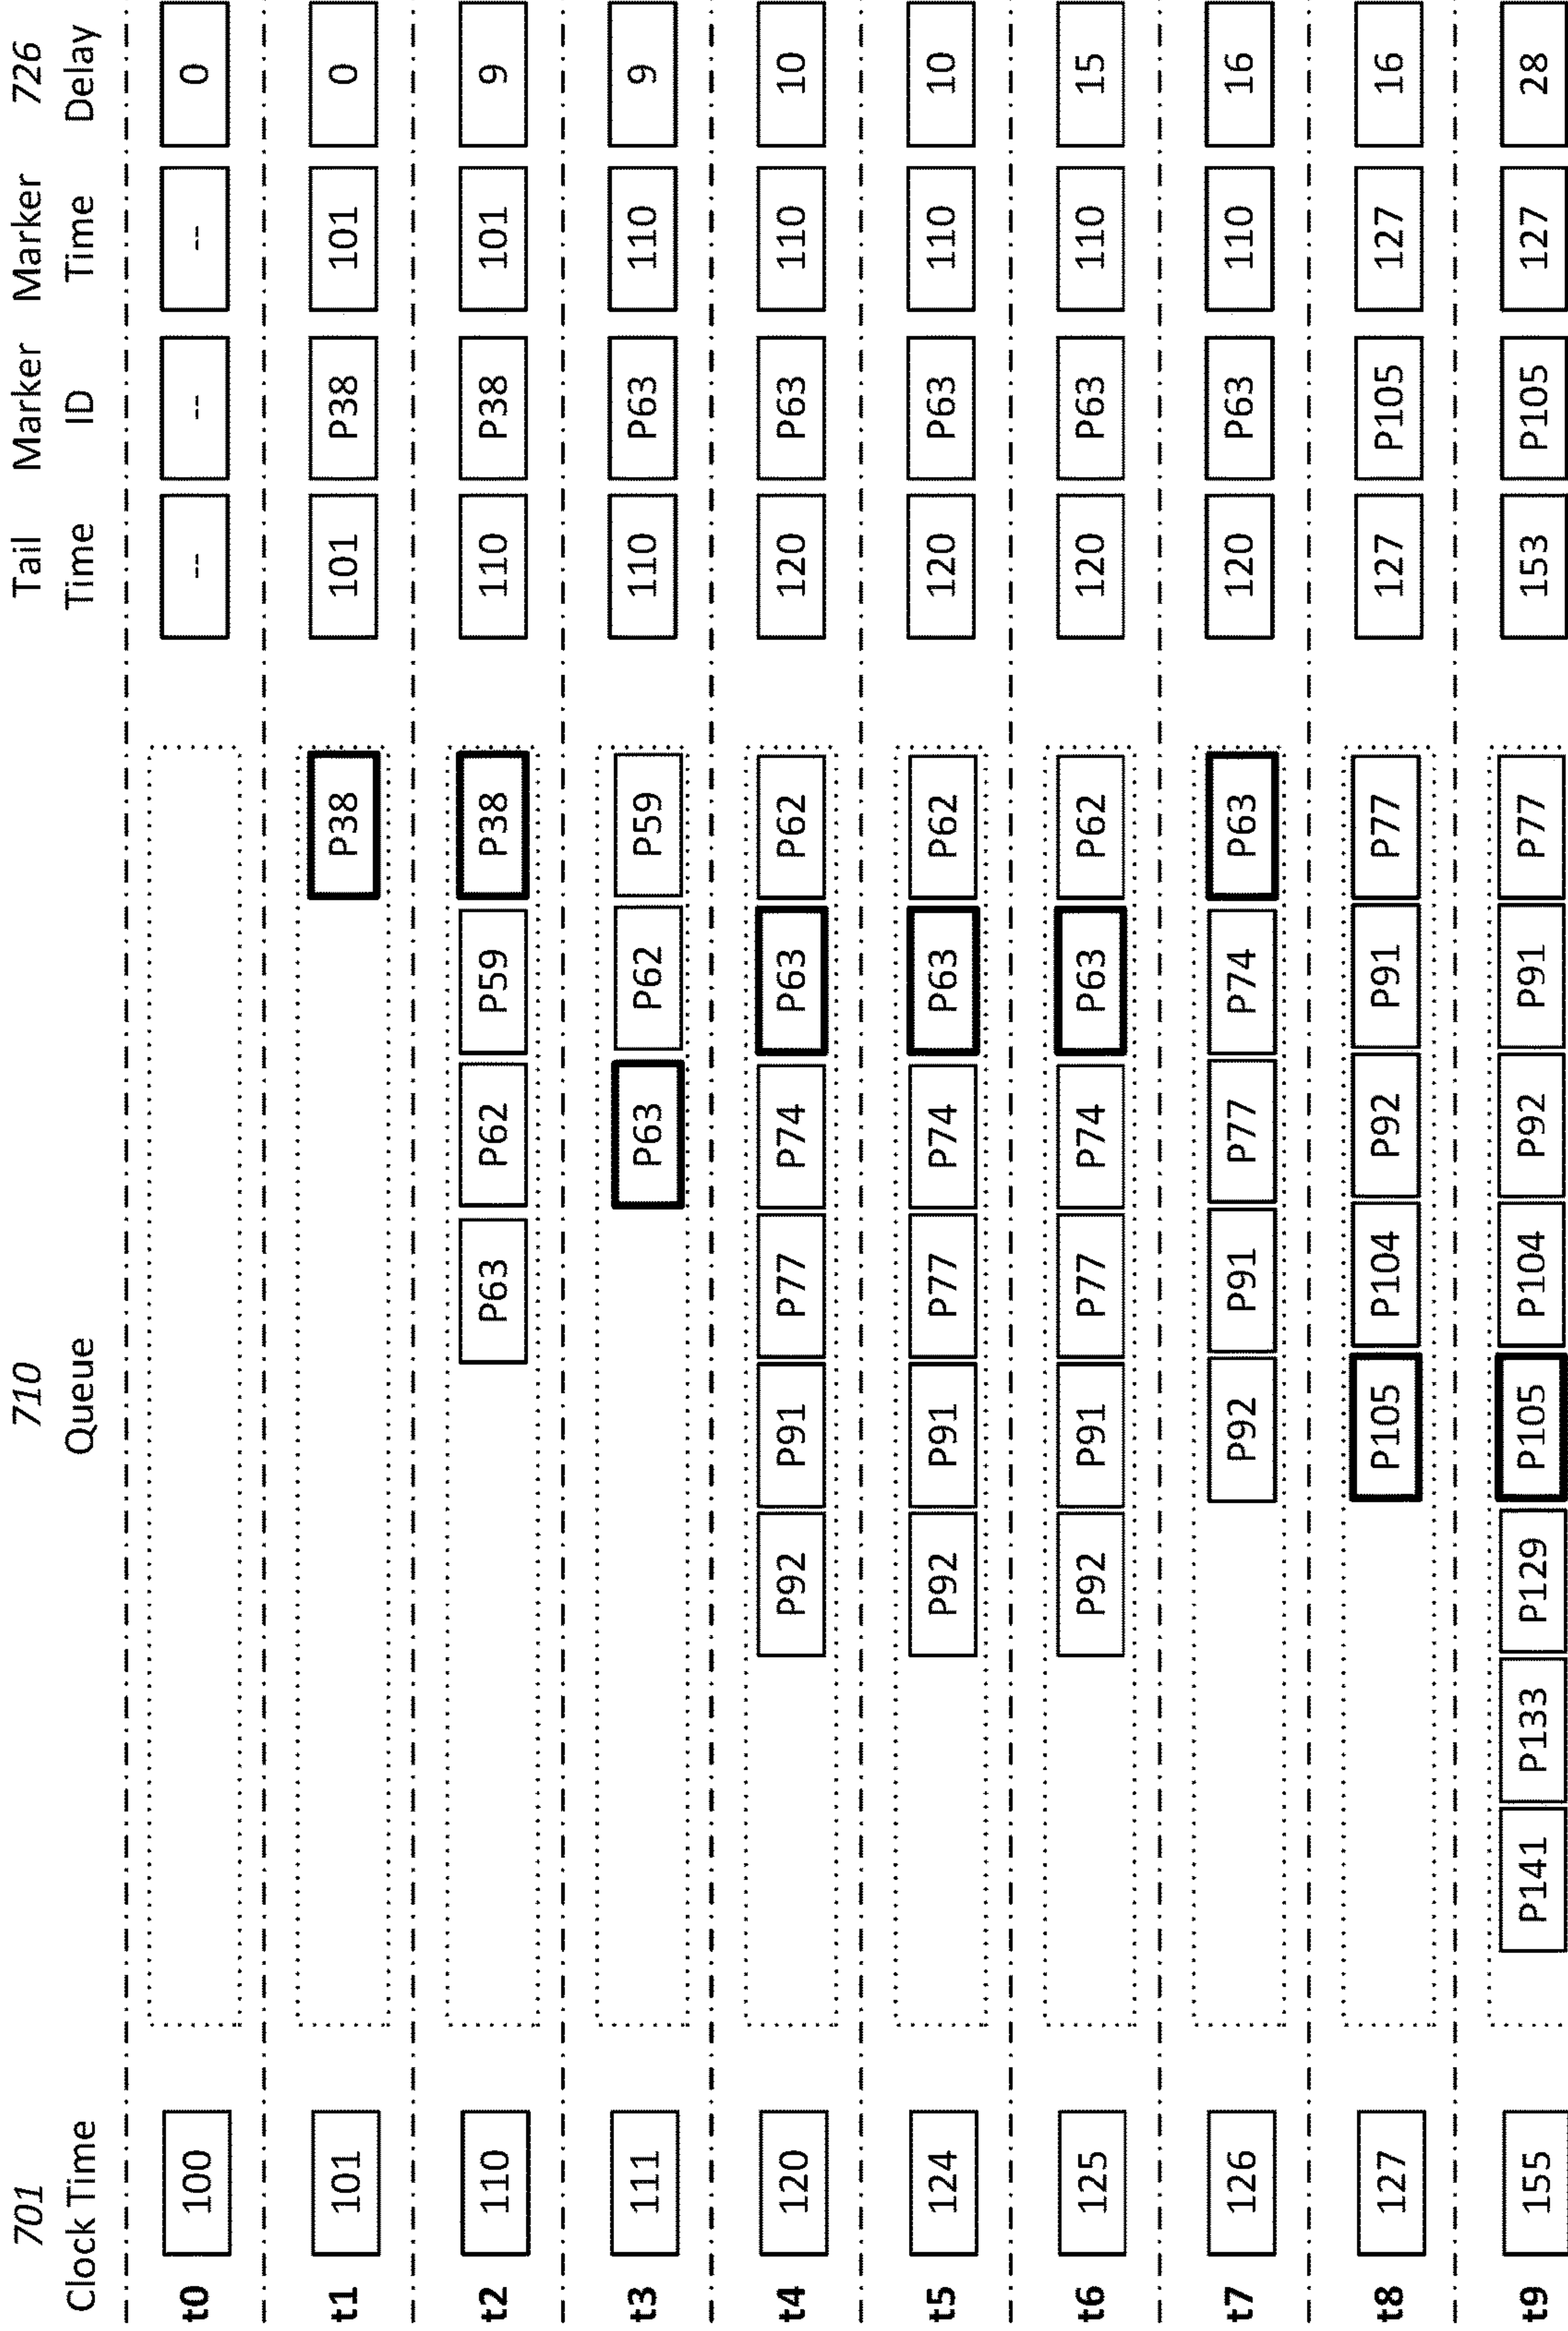 701 710 726
Clock Time Queue Tail Time Marker ID Marker Time Delay
t0 100 -- -- -- 0
t1 101 P38 101 P38 101 0
t2 110 P63 P62 P59 P38 110 P38 101 9
t3 111 P63 P62 P59 110 P63 110 9
t4 120 P92 P91 P77 P74 P63 P62 120 P63 110 10
t5 124 P92 P91 P77 P74 P63 P62 120 P63 110 10
t6 125 P92 P91 P77 P74 P63 P62 120 P63 110 15
t7 126 P92 P91 P77 P74 P63 120 P63 110 16
t8 127 P105 P104 P92 P91 P77 127 P105 127 16
t9 155 P141 P133 P129 P105 P104 P92 P91 P77 153 P105 127 28